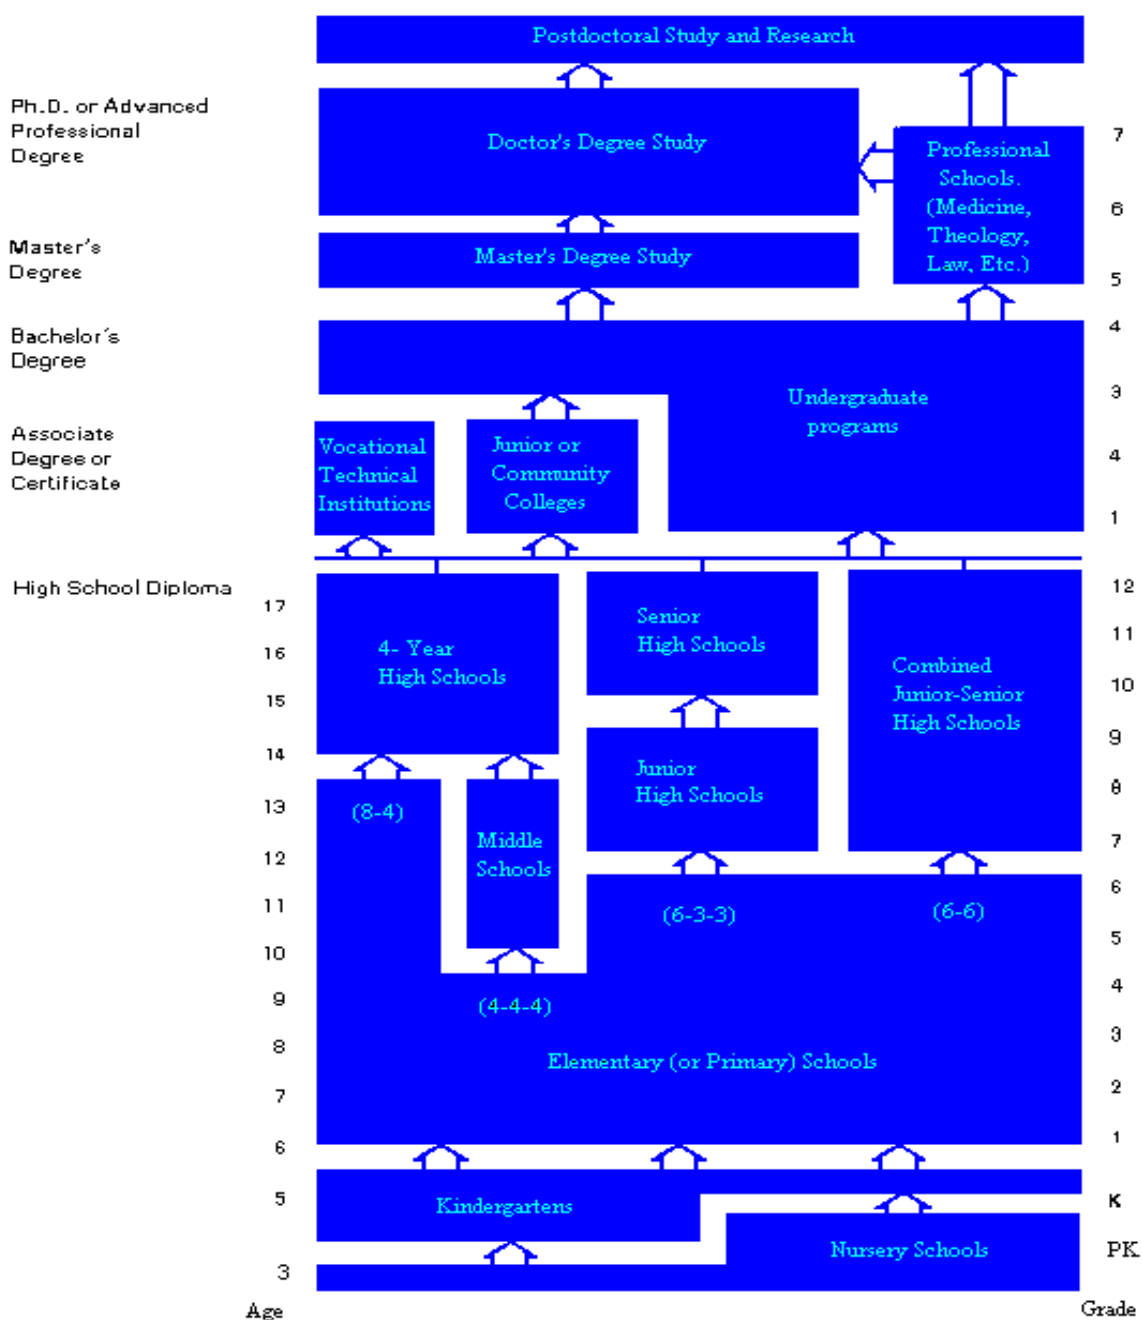 Postdoctoral Study and Research
Ph.D. or Advanced
Professional
Degree
Doctor's Degree Study
Professional
Schools.
(Medicine,
Theology,
Law, Etc.)
7
6
5
Master's
Degree
Master's Degree Study
Bachelor's
Degree
Undergraduate
programs
4
3
4
1
Associate
Degree or
Certificate
Vocational
Technical
Institutions
Junior or
Community
Colleges
High School Diploma
17
16
15
14
13
12
11
10
9
8
7
6
5
3
Age
4- Year
High Schools
Senior
High Schools
Combined
Junior-Senior
High Schools
Junior
High Schools
(8-4)
Middle
Schools
(6-3-3)
(6-6)
(4-4-4)
Elementary (or Primary) Schools
Kindergartens
Nursery Schools
12
11
10
9
8
7
6
5
4
3
2
1
K
PK
Grade